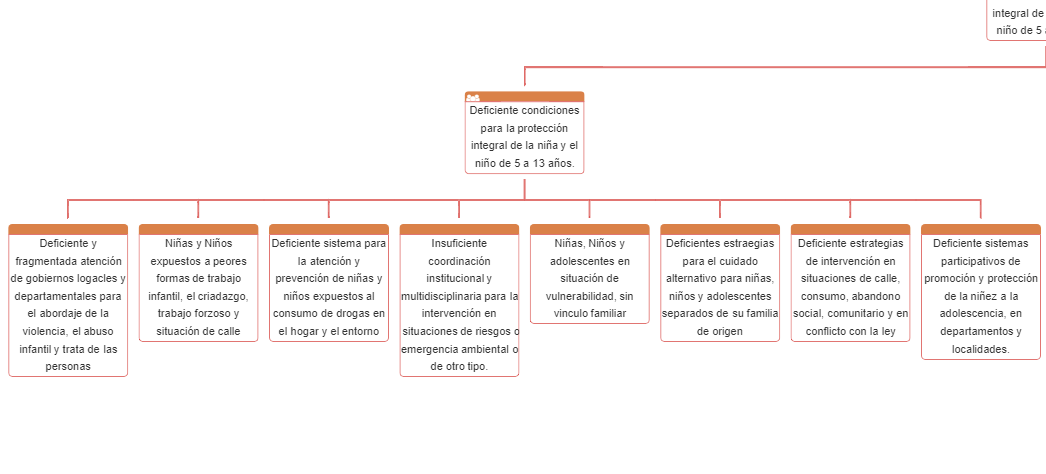 integral de
niño de 5
Deficiente condiciones
para la protección
integral de la niña y el
niño de 5 a 13 años.
Deficiente y
fragmentada atención
de gobiernos logacles y
departamentales para
el abordaje de la
violencia, el abuso
infantil y trata de las
personas
Niñas y Niños
expuestos a peores
formas de trabajo
infantil, el criadazgo,
trabajo forzoso y
situación de calle
Deficiente sistema para
la atención y
prevención de niñas y
niños expuestos al
consumo de drogas en
el hogar y el entorno
Insuficiente
coordinación
institucional y
multidisciplinaria para la
intervención en
situaciones de riesgos o
emergencia ambiental o
de otro tipo.
Niñas, Niños y
adolescentes en
situación de
vulnerabilidad, sin
vinculo familiar
Deficientes estraegias
para el cuidado
alternativo para niñas,
niños y adolescentes
separados de su familia
de origen
Deficiente estrategias
de intervención en
situaciones de calle,
consumo, abandono
social, comunitario y en
conflicto con la ley
Deficiente sistemas
participativos de
promoción y protección
de la niñez a la
adolescencia, en
departamentos y
localidades.